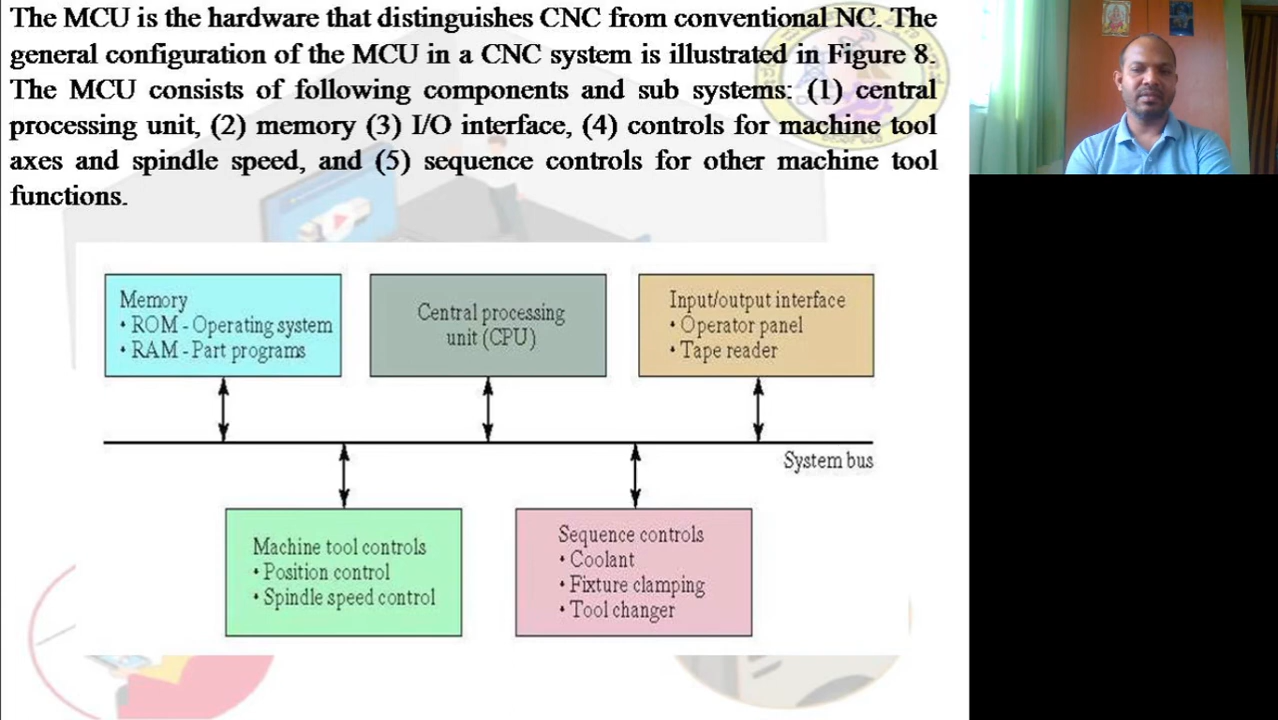 The MCU is the hardware that distinguishes CNC from conventional NC. The
general configuration of the MCU in a CNC system is illustrated in Figure 8.
The MCU consists of following components and sub systems: (1) central
processing unit, (2) memory (3) I/O interface, (4) controls for machine tool
axes and spindle speed, and (5) sequence controls for other machine tool
functions.
Memory
• ROM - Operating system
• RAM - Part programs
Central processing
unit (CPU)
Input/output interface
• Operator panel
• Tape reader
System bus
Machine tool controls
• Position control
• Spindle speed control
Sequence controls
• Coolant
• Fixture clamping
• Tool changer